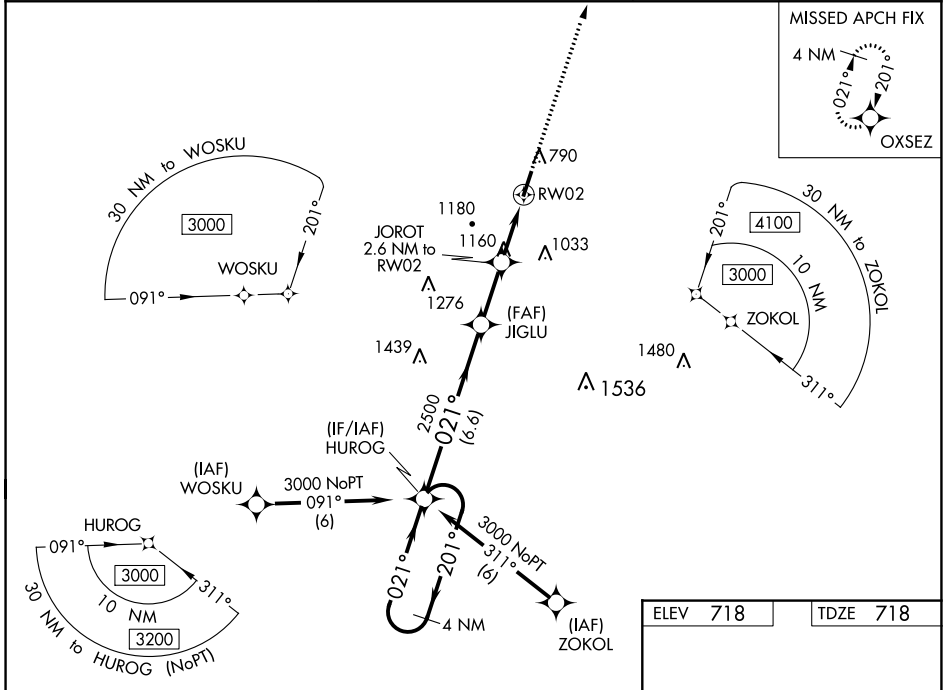 MISSED APCH FIX
4 NM
021°
201°
OXSEZ
790
RW02
30 NM to WOSKU
3000
201°
WOSKU
091°
1180
JOROT
2.6 NM to
RW02
1160
1033
1276
(FAF)
JIGLU
1439
30 NM to ZOKOL
4100
201°
10 NM
3000
ZOKOL
311°
1480
1536
2500
021°
(6.6)
(IF/IAF)
HUROG
(IAF)
WOSKU
3000 NoPT
091°
(6)
3000 NoPT
311°
(6)
021°
201°
4 NM
(IAF)
ZOKOL
HUROG
091°
3000
311°
10 NM
3200
30 NM to HUROG (NoPT)
ELEV 718
TDZE 718